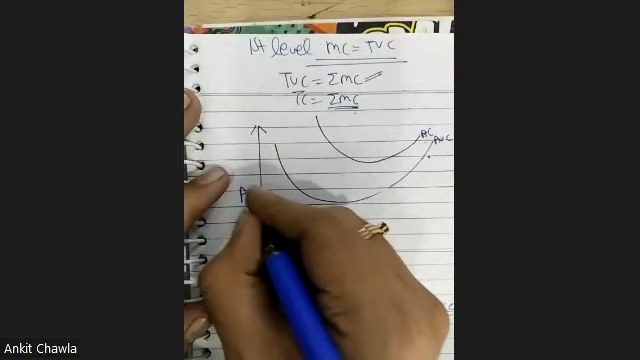 1st level MC = TVC
TVC = ΣMC
TC = ΣMC
AC
AVC
A
Ankit Chawla